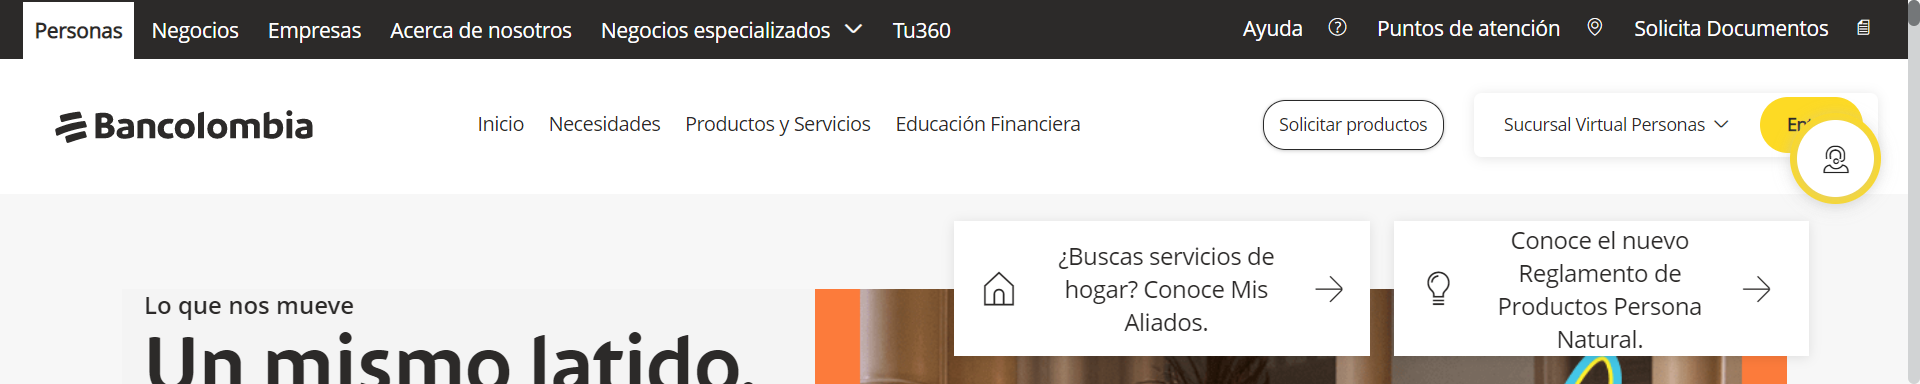 Personas Negocios Empresas Acerca de nosotros Negocios especializados Tu360 Ayuda Puntos de atención Solicita Documentos
Bancolombia Inicio Necesidades Productos y Servicios Educación Financiera Solicitar productos Sucursal Virtual Personas
¿Buscas servicios de
hogar? Conoce Mis
Aliados.
Conoce el nuevo
Reglamento de
Productos Persona
Natural.
Lo que nos mueve
Un mismo latido.